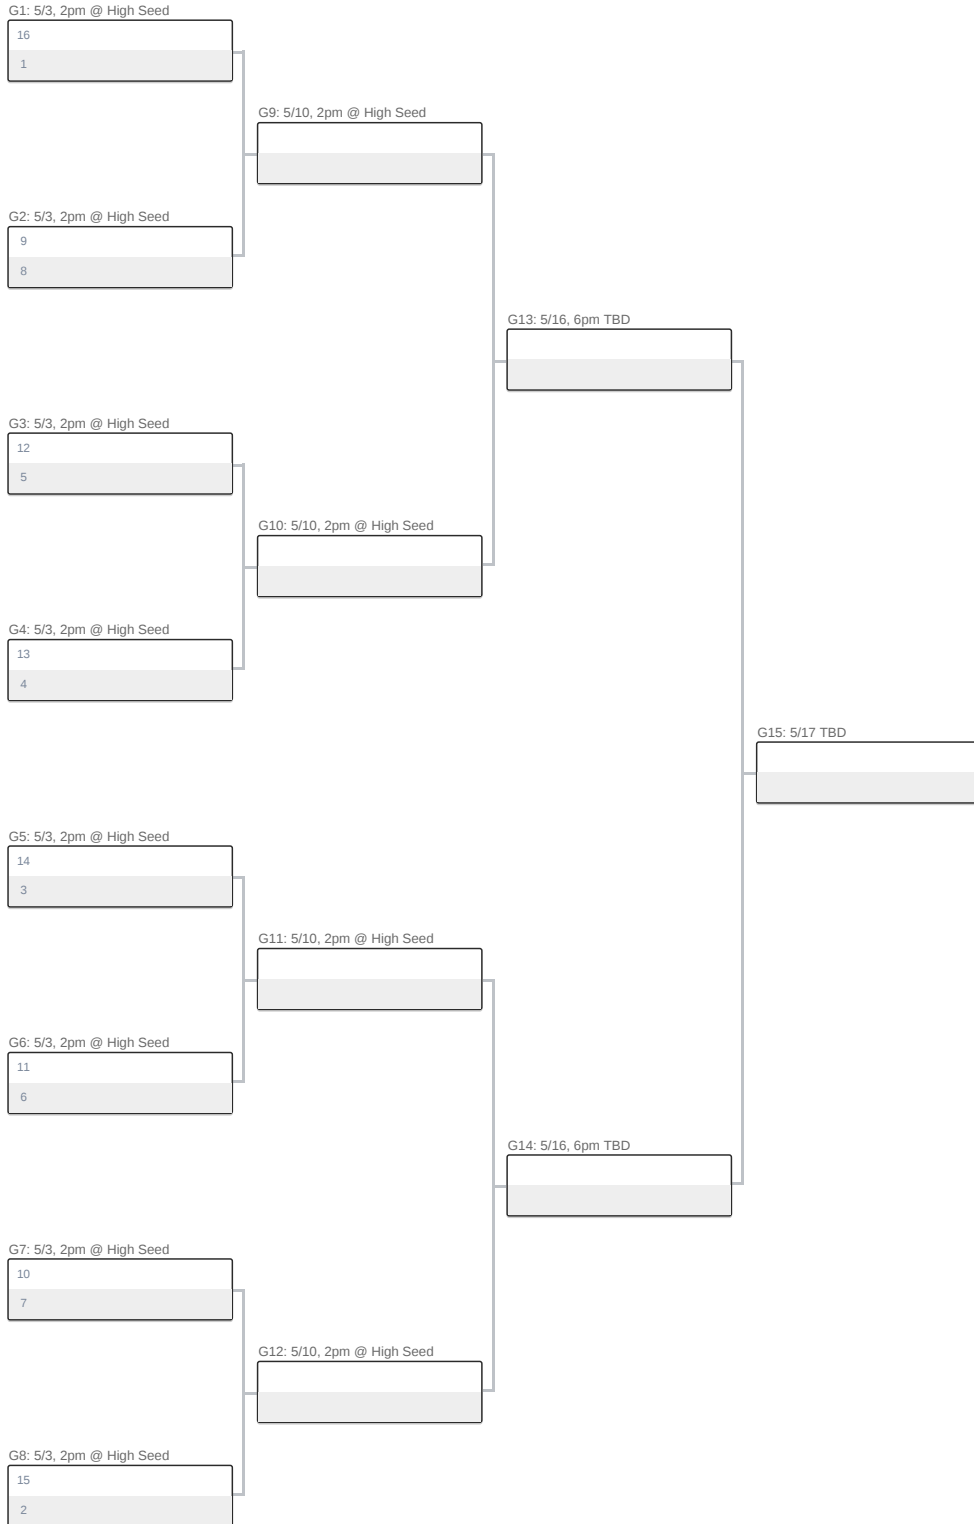 G1: 5/3, 2pm @ High Seed
16
1
G9: 5/10, 2pm @ High Seed
G2: 5/3, 2pm @ High Seed
9
8
G13: 5/16, 6pm TBD
G3: 5/3, 2pm @ High Seed
12
5
G10: 5/10, 2pm @ High Seed
G4: 5/3, 2pm @ High Seed
13
4
G15: 5/17 TBD
G5: 5/3, 2pm @ High Seed
14
3
G11: 5/10, 2pm @ High Seed
G6: 5/3, 2pm @ High Seed
11
6
G14: 5/16, 6pm TBD
G7: 5/3, 2pm @ High Seed
10
7
G12: 5/10, 2pm @ High Seed
G8: 5/3, 2pm @ High Seed
15
2